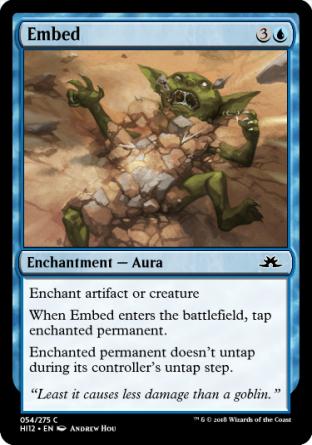 Embed 3
Enchantment — Aura
Enchant artifact or creature
When Embed enters the battlefield, tap
enchanted permanent.
Enchanted permanent doesn't untap
during its controller's untap step.
“Least it causes less damage than a goblin.”
054/275 C
HI12 • EN Andrew Hou
™ & © 2018 Wizards of the Coast